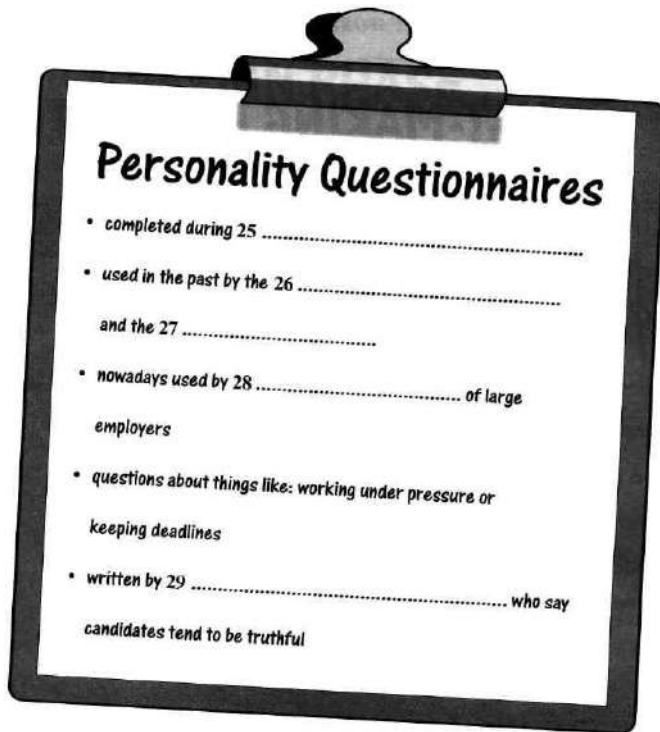 Personality Questionnaires
• completed during 25 ............................................................
• used in the past by the 26 ..................................................
and the 27 .....................................
• nowadays used by 28 ....................................... of large
employers
• questions about things like: working under pressure or
keeping deadlines
• written by 29 ............................................................ who say
candidates tend to be truthful